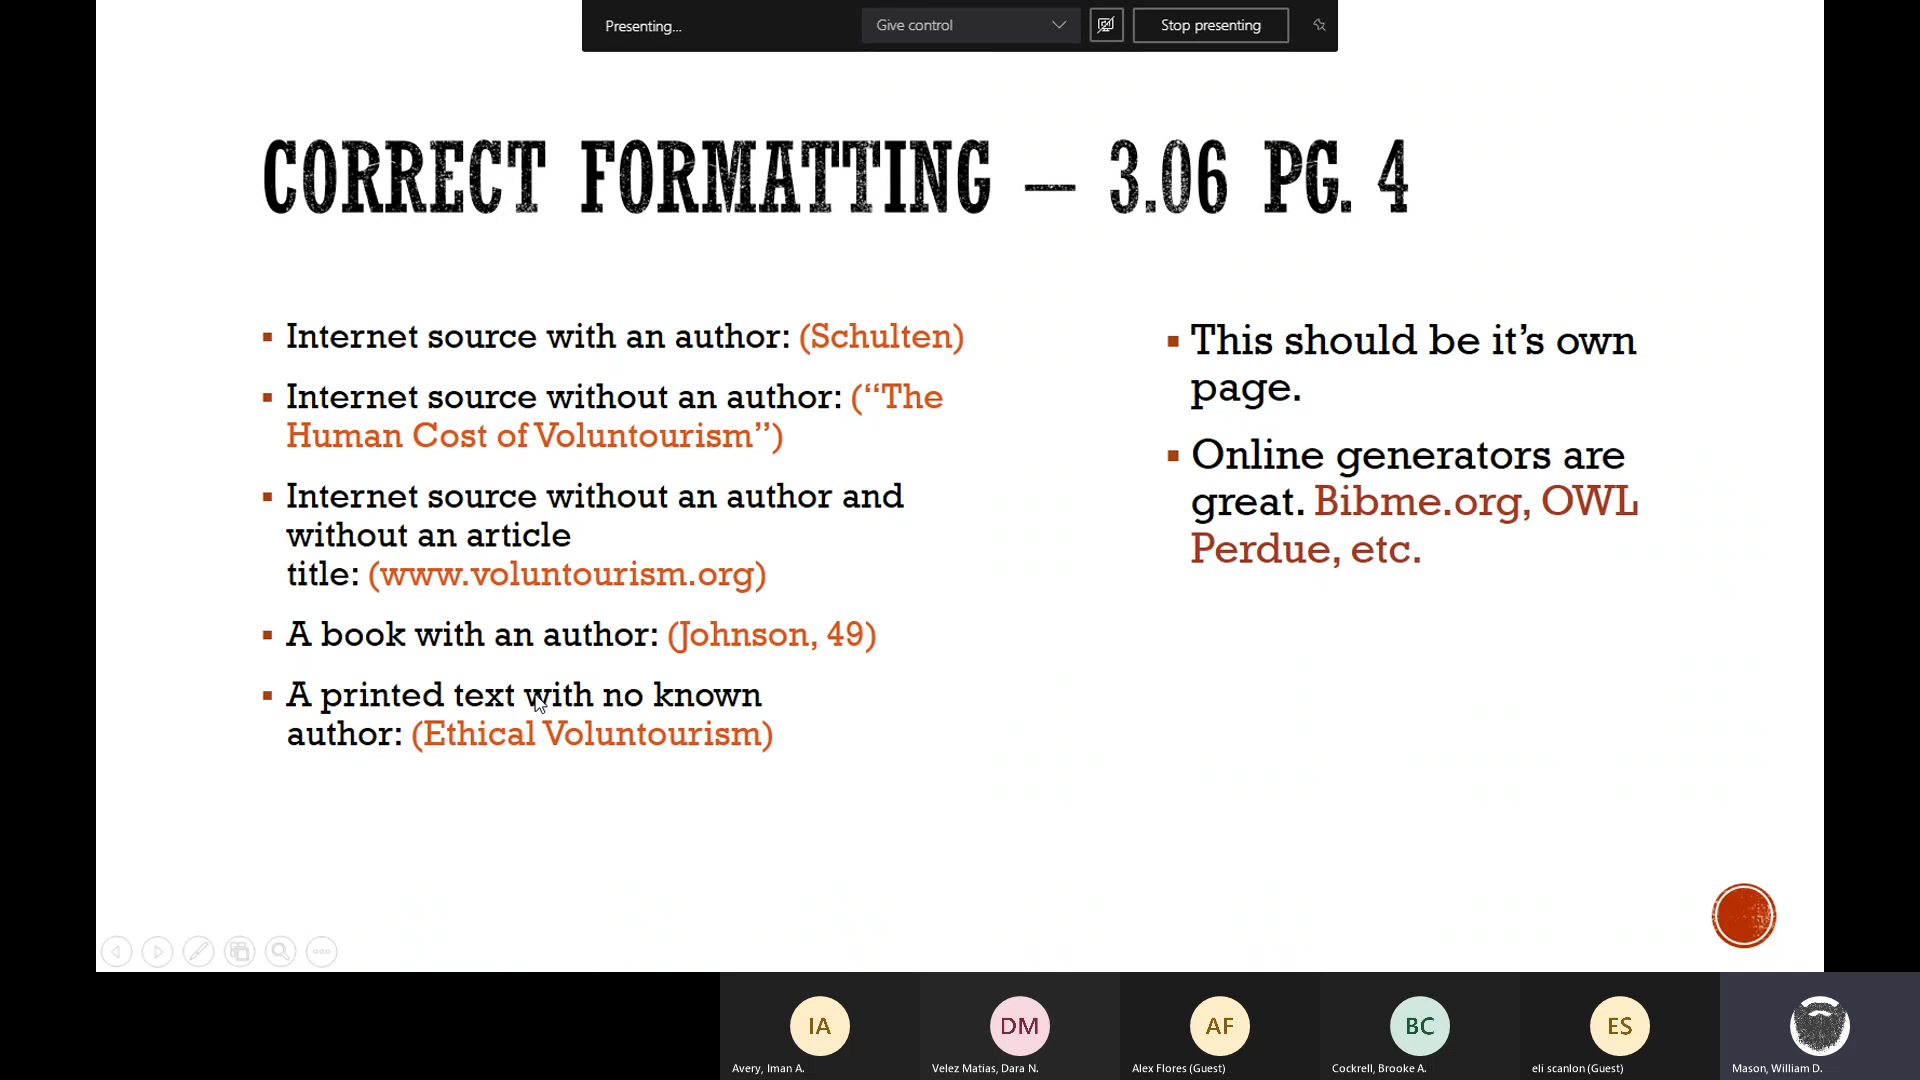 Presenting...
Give control
Stop presenting
CORRECT FORMATTING – 3.06 PG. 4
Internet source with an author: (Schulten)
Internet source without an author: (“The
Human Cost of Voluntourism”)
Internet source without an author and
without an article
title: (www.voluntourism.org)
A book with an author: (Johnson, 49)
A printed text with no known
author: (Ethical Voluntourism)
This should be it’s own
page.
Online generators are
great. Bibme.org, OWL
Perdue, etc.
IA
DM
AF
BC
ES
Avery, Iman A.
Velez Matias, Dara N.
Alex Flores (Guest)
Cockrell, Brooke A.
eli scanlon (Guest)
Mason, William D.